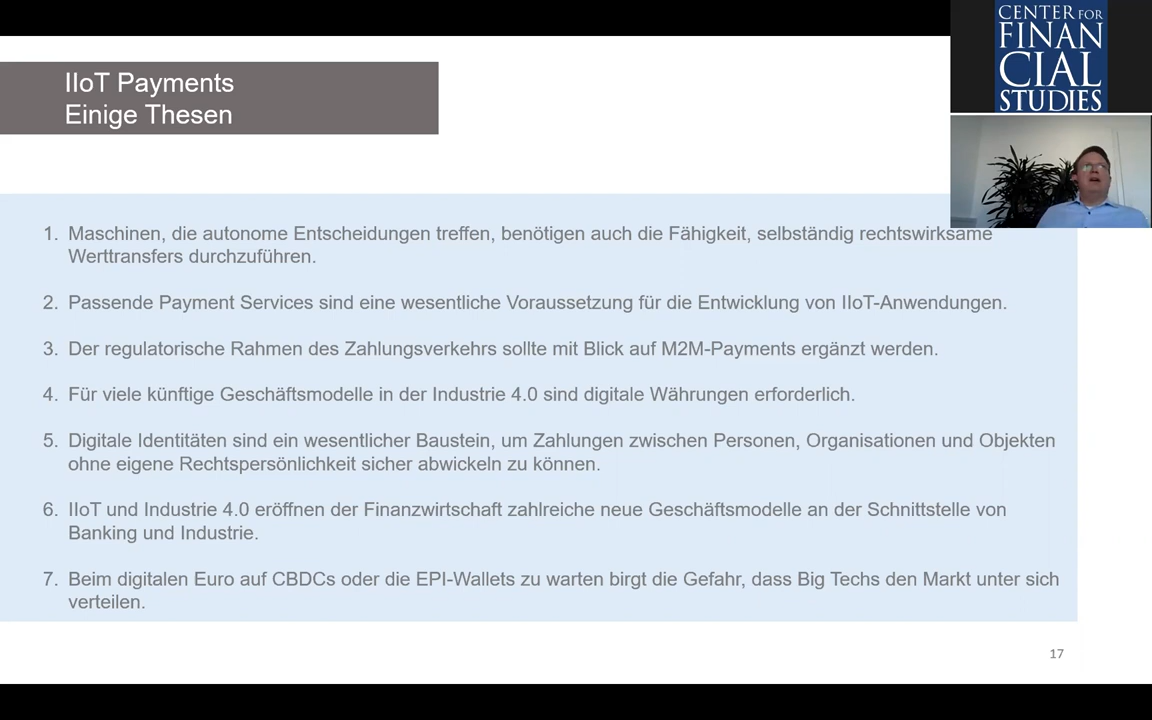 IIoT Payments
Einige Thesen
CENTER FOR
FINAN
CIAL
STUDIES
1. Maschinen, die autonome Entscheidungen treffen, benötigen auch die Fähigkeit, selbständig rechtswirksame
Werttransfers durchzuführen.
2. Passende Payment Services sind eine wesentliche Voraussetzung für die Entwicklung von IIoT-Anwendungen.
3. Der regulatorische Rahmen des Zahlungsverkehrs sollte mit Blick auf M2M-Payments ergänzt werden.
4. Für viele künftige Geschäftsmodelle in der Industrie 4.0 sind digitale Währungen erforderlich.
5. Digitale Identitäten sind ein wesentlicher Baustein, um Zahlungen zwischen Personen, Organisationen und Objekten
ohne eigene Rechtspersönlichkeit sicher abwickeln zu können.
6. IIoT und Industrie 4.0 eröffnen der Finanzwirtschaft zahlreiche neue Geschäftsmodelle an der Schnittstelle von
Banking und Industrie.
7. Beim digitalen Euro auf CBDCs oder die EPI-Wallets zu warten birgt die Gefahr, dass Big Techs den Markt unter sich
verteilen.
17